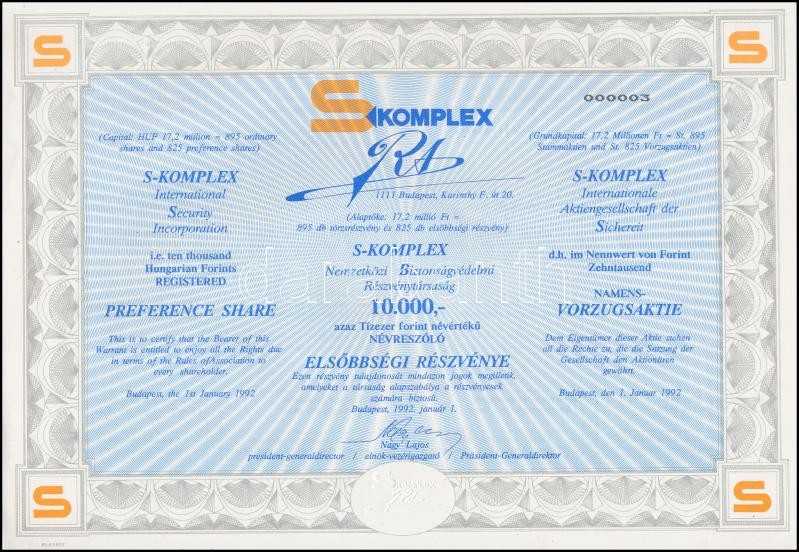 S
S
S KOMPLEX
000003
RA
1111 Budapest, Karinthy F. út 20.
(Alaptőke: 17,2 millió Ft =
895 db törzsrészvény és 825 db elsőbbségi részvény)
(Capital: HUF 17,2 million = 895 ordinary
shares and 825 preference shares)
S-KOMPLEX
International
Security
Incorporation
i.e. ten thousand
Hungarian Forints
REGISTERED
PREFERENCE SHARE
This is to certify that the Bearer of this
Warrant is entitled to enjoy all the Rights due
in terms of the Rules of Association to
every shareholder.
Budapest, the 1st January 1992
S-KOMPLEX
Nemzetközi Biztonságvédelmi
Részvénytársaság
10.000,-
azaz Tízezer forint névértékű
NÉVRESZÓLÓ
ELSŐBBSÉGI RÉSZVÉNYE
Ezen részvény tulajdonosái mindazon jogok megilletik,
amelyeket a társaság alapszabálya a részvényesek
számára biztosít.
Budapest, 1992. január 1.
Nagy Lajos
president-generaldirector / elnök-vezérigazgató / Präsident-Generaldirektor
(Grundkapital: 17,2 Millionen Ft = St. 895
Stammaktien und St. 825 Vorzugsaktien)
S-KOMPLEX
Internationale
Aktiengesellschaft der
Sichereit
d.h. im Nennwert von Forint
Zehntausend
NAMENS-
VORZUGSAKTIE
Dem Eigentümer dieser Aktie stehen
all die Rechte zu, die die Satzung der
Gesellschaft den Aktionären
gewährt.
Budapest, den 1. Januar 1992
S
S KOMPLEX
RA
S